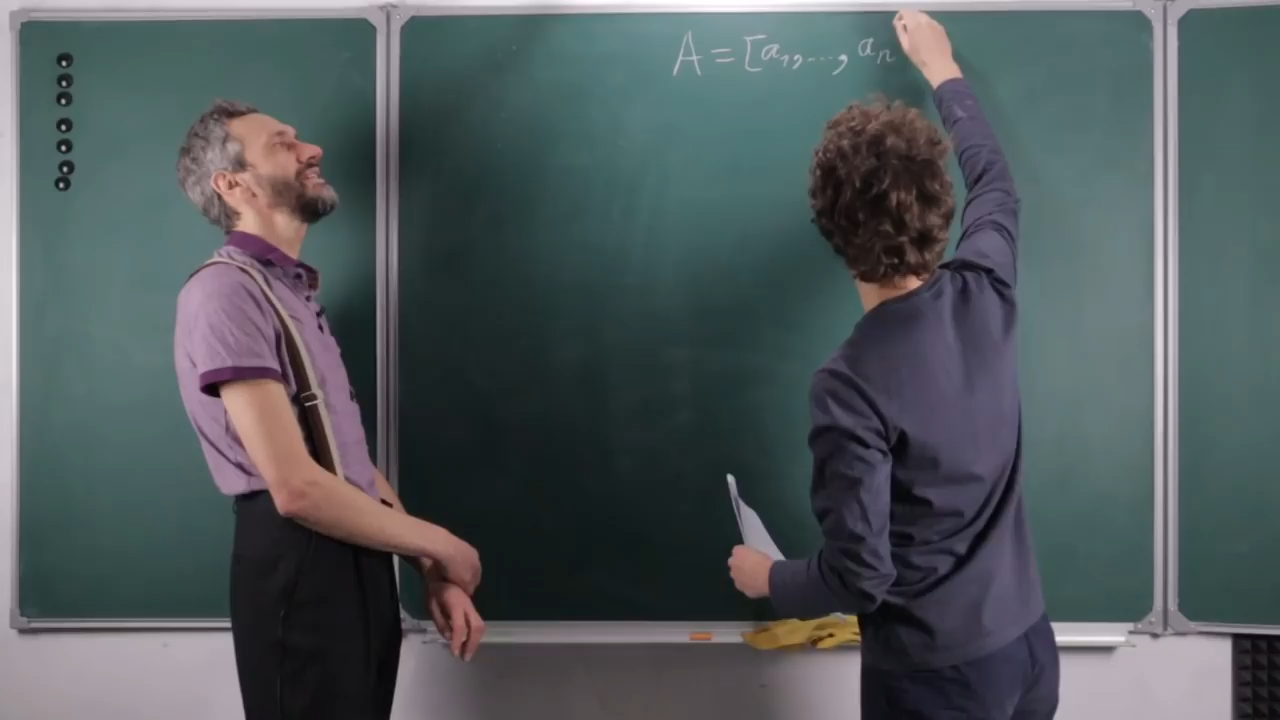 A = [a₁,..., aₙ